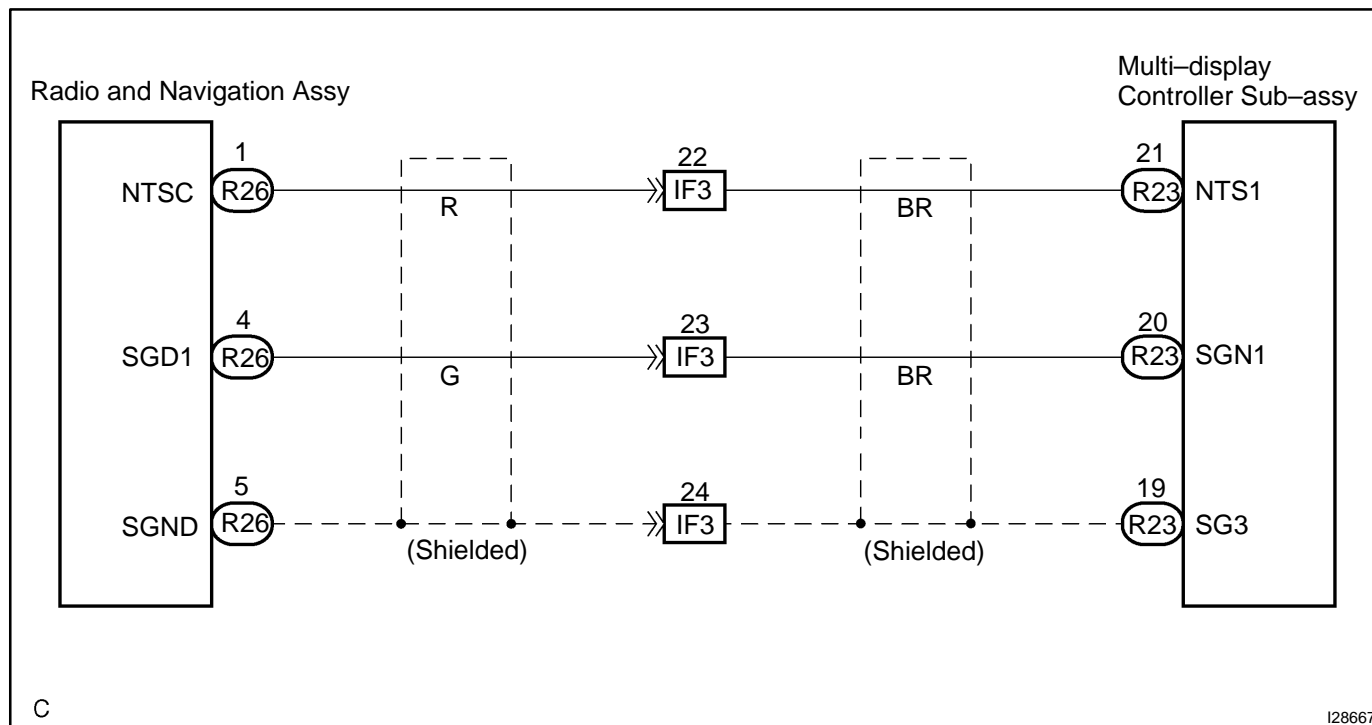 Radio and Navigation Assy
Multi–display
Controller Sub–assy
1
22
21
NTSC
R26
IF3
R23
NTS1
R
BR
4
23
20
SGD1
R26
IF3
R23
SGN1
G
BR
5
24
19
SGND
R26
IF3
R23
SG3
(Shielded)
(Shielded)
C
I28667